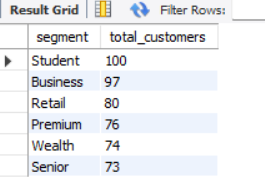 Result Grid Filter Rows:
segment total_customers
Student 100
Business 97
Retail 80
Premium 76
Wealth 74
Senior 73